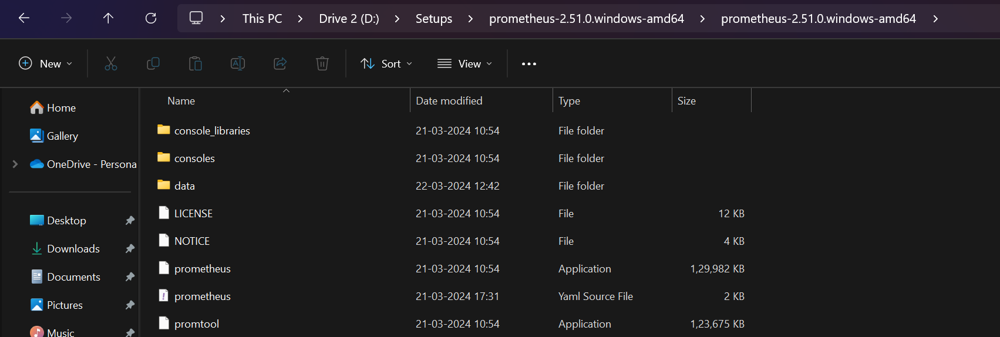 This PC > Drive 2 (D:) > Setups > prometheus-2.51.0.windows-amd64 > prometheus-2.51.0.windows-amd64 >
New Sort View
Name Date modified Type Size
Home
Gallery
OneDrive - Persona
Desktop
Downloads
Documents
Pictures
Music
console_libraries 21-03-2024 10:54 File folder
consoles 21-03-2024 10:54 File folder
data 22-03-2024 12:42 File folder
LICENSE 21-03-2024 10:54 File 12 KB
NOTICE 21-03-2024 10:54 File 4 KB
prometheus 21-03-2024 10:54 Application 1,29,982 KB
prometheus 21-03-2024 17:31 Yaml Source File 2 KB
promtool 21-03-2024 10:54 Application 1,23,675 KB